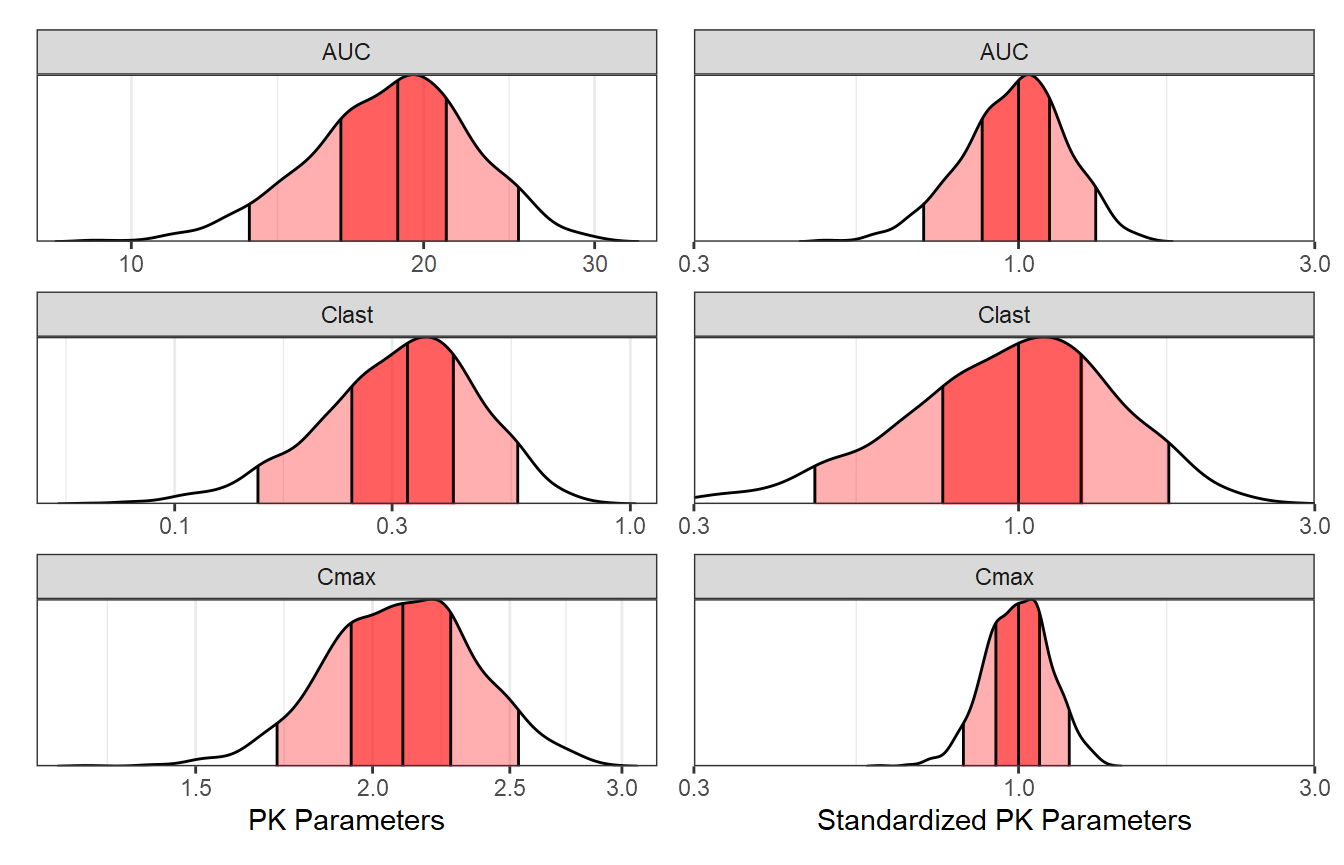 AUC AUC
10 20 30 0.3 1.0 3.0
Clast Clast
0.1 0.3 1.0 0.3 1.0 3.0
Cmax Cmax
1.5 2.0 2.5 3.0 0.3 1.0 3.0
PK Parameters Standardized PK Parameters